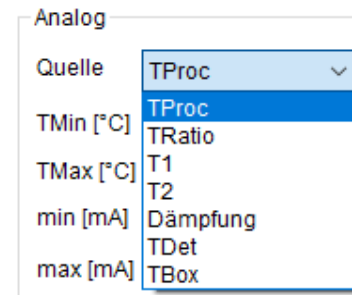 Analog
Quelle TProc
TProc
TMin [°C] TRatio
TMax [°C] T1
T2
min [mA] Dämpfung
TDet
max [mA] TBox